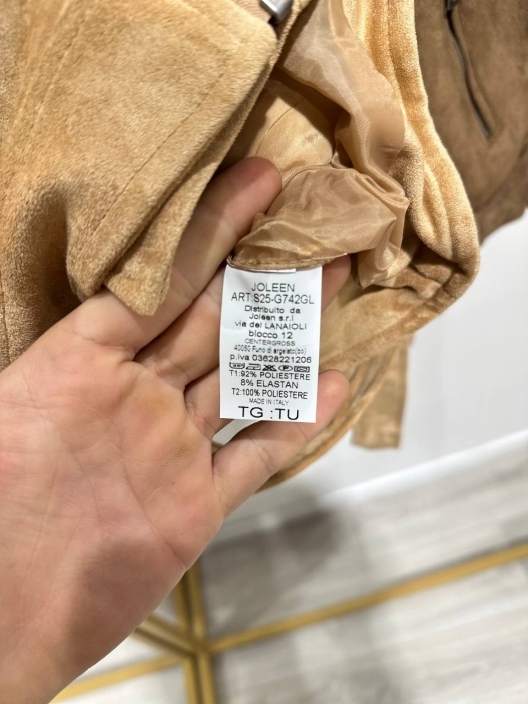 JOLEEN
ART:S25-G742GL
Distribuito da
Joleen s.r.l
via dei LANAIOLI
blocco 12
CENTERGROSS
40050 Funo di argelato(bo)
p.iva 03628221206
T1:92% POLIESTERE
8% ELASTAN
T2:100% POLIESTERE
MADE IN ITALY
TG :TU